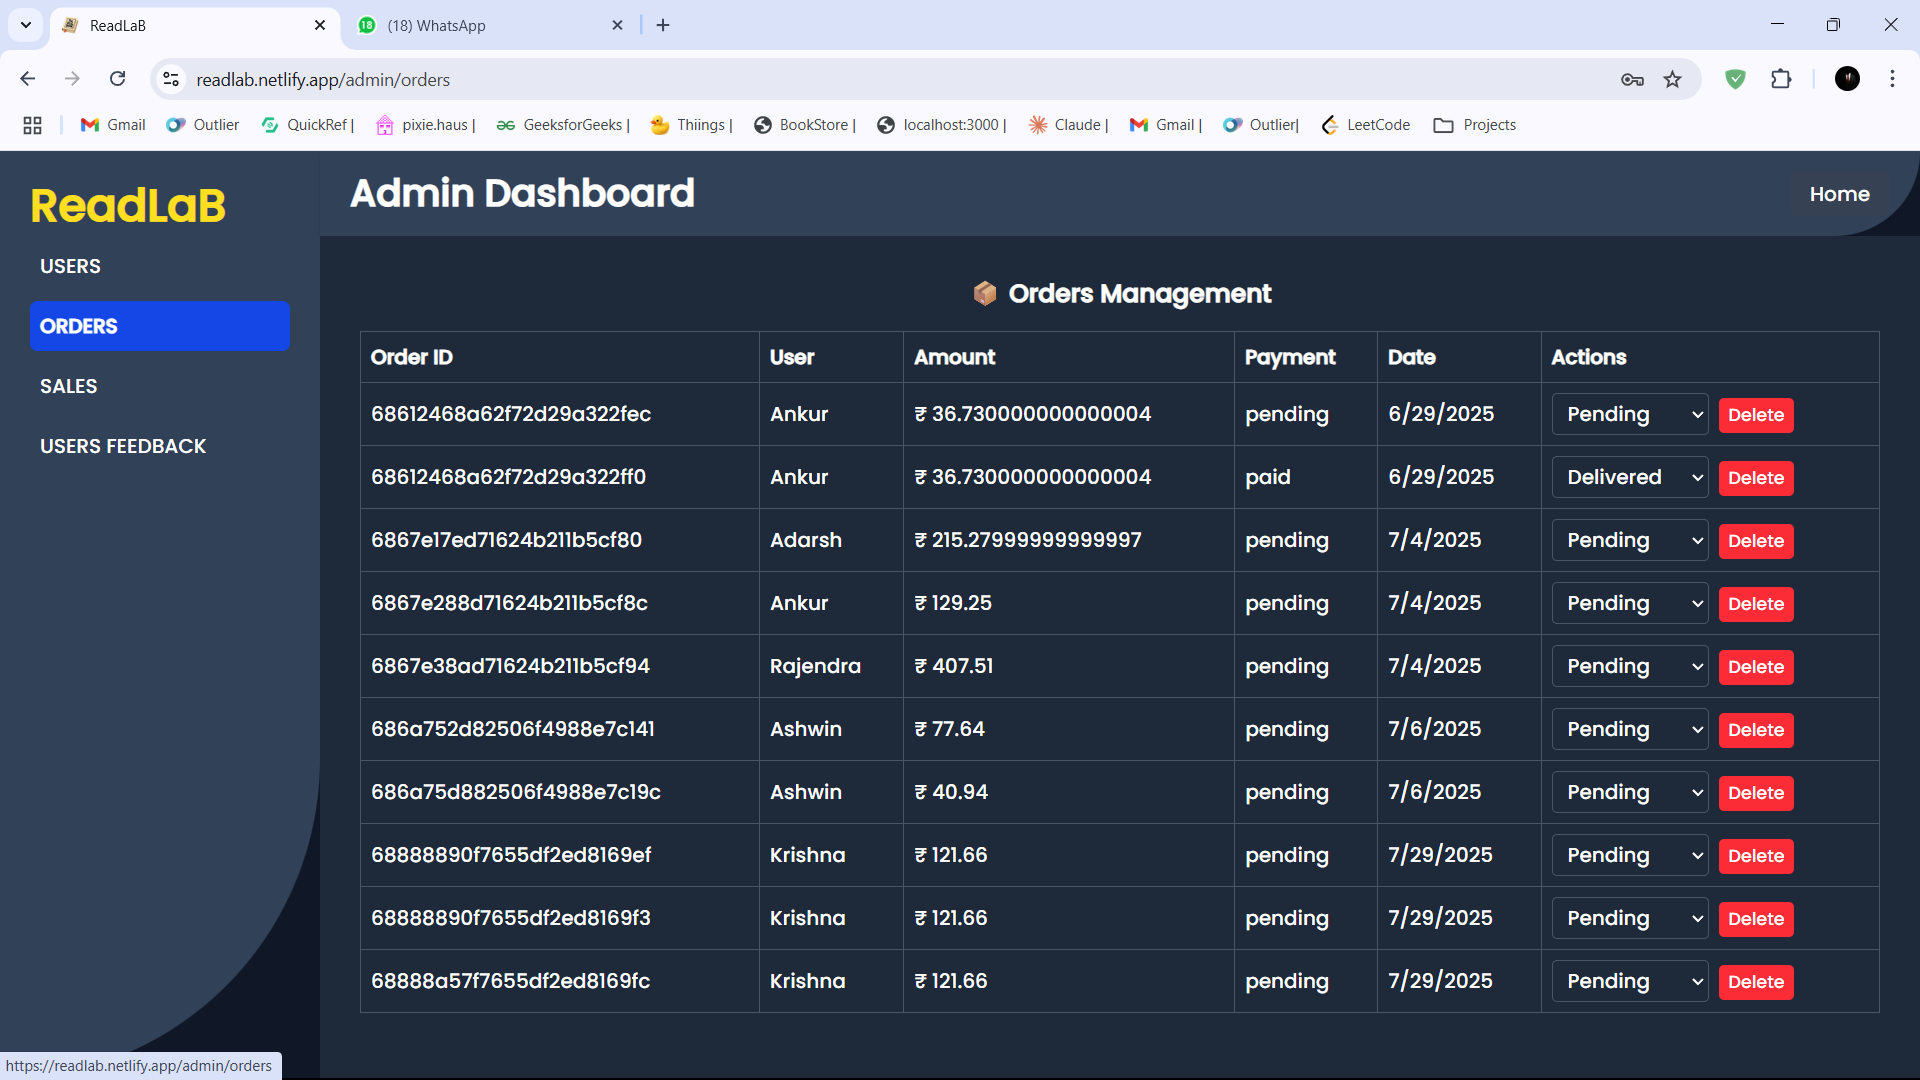 ReadLaB
(18) WhatsApp
readlab.netlify.app/admin/orders
Gmail Outlier QuickRef | pixie.haus | GeeksforGeeks | Thiings | BookStore | localhost:3000 | Claude | Gmail | Outlier| LeetCode Projects
ReadLaB
USERS
ORDERS
SALES
USERS FEEDBACK
Admin Dashboard
Home
📦 Orders Management
Order ID User Amount Payment Date Actions
68612468a62f72d29a322fec Ankur ₹ 36.730000000000004 pending 6/29/2025 Pending Delete
68612468a62f72d29a322ff0 Ankur ₹ 36.730000000000004 paid 6/29/2025 Delivered Delete
6867e17ed71624b211b5cf80 Adarsh ₹ 215.27999999999997 pending 7/4/2025 Pending Delete
6867e288d71624b211b5cf8c Ankur ₹ 129.25 pending 7/4/2025 Pending Delete
6867e38ad71624b211b5cf94 Rajendra ₹ 407.51 pending 7/4/2025 Pending Delete
686a752d82506f4988e7c141 Ashwin ₹ 77.64 pending 7/6/2025 Pending Delete
686a75d882506f4988e7c19c Ashwin ₹ 40.94 pending 7/6/2025 Pending Delete
68888890f7655df2ed8169ef Krishna ₹ 121.66 pending 7/29/2025 Pending Delete
68888890f7655df2ed8169f3 Krishna ₹ 121.66 pending 7/29/2025 Pending Delete
68888a57f7655df2ed8169fc Krishna ₹ 121.66 pending 7/29/2025 Pending Delete
https://readlab.netlify.app/admin/orders